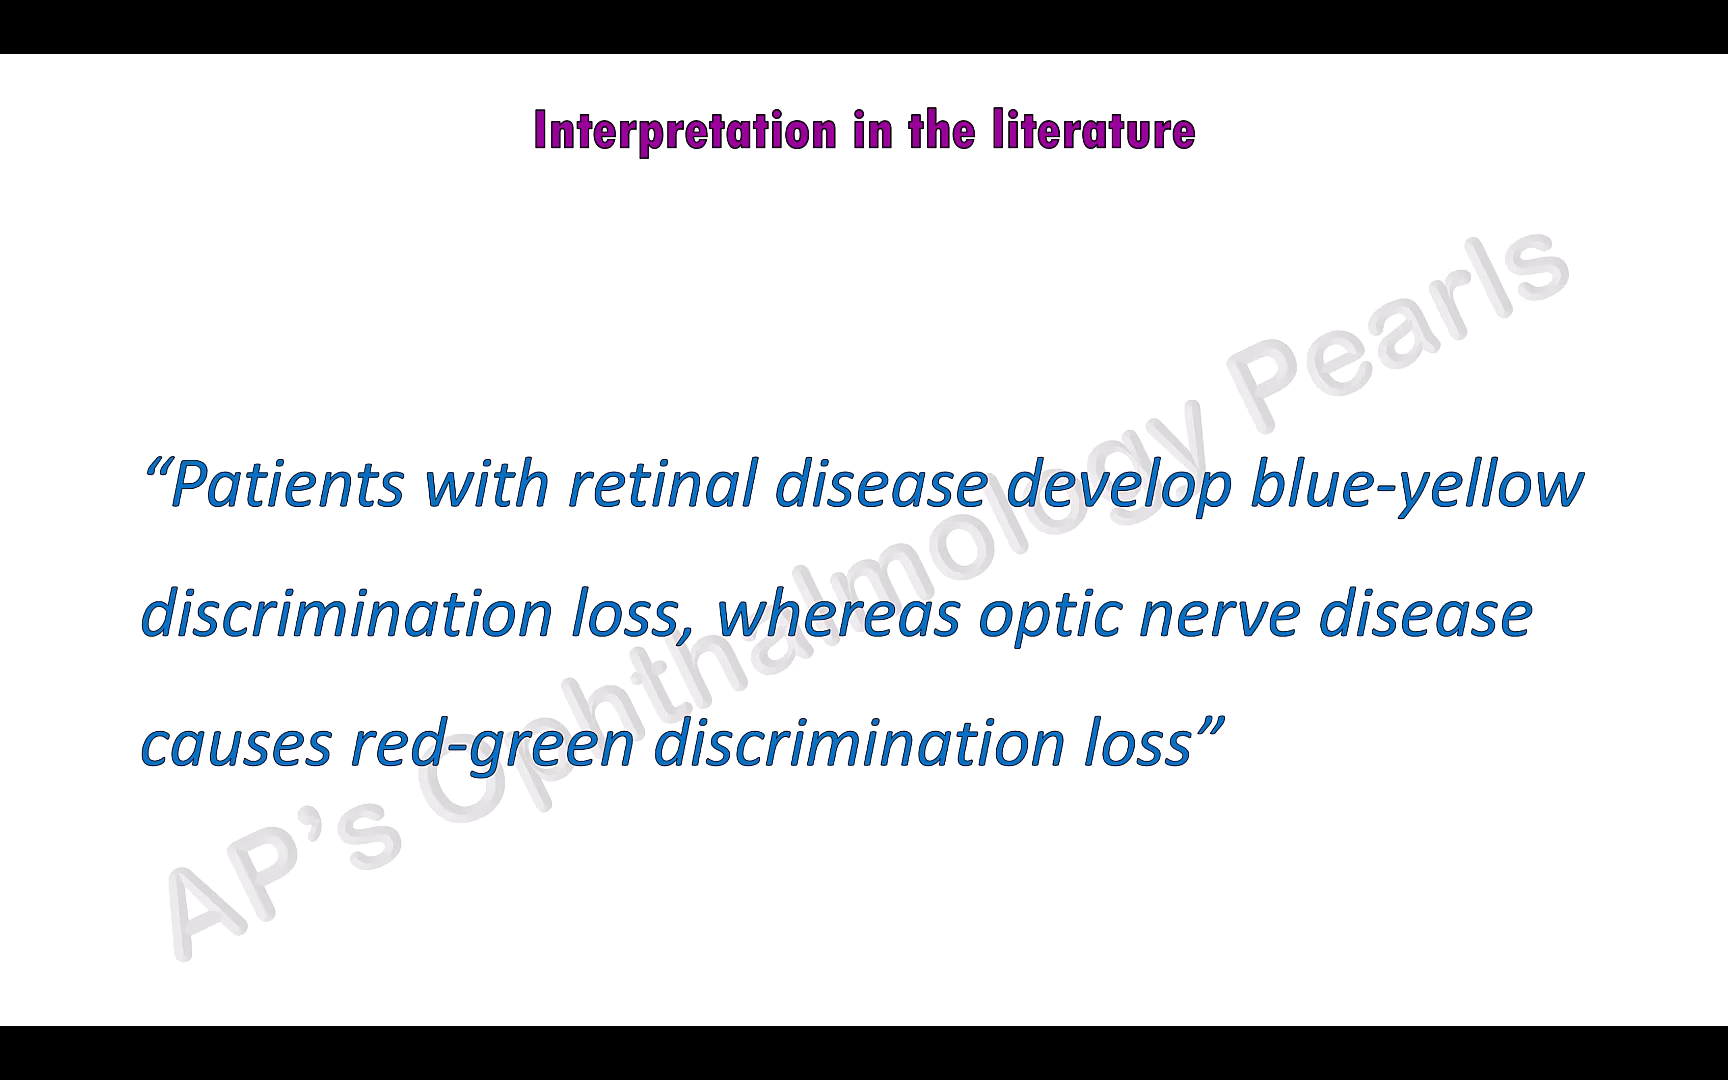 Interpretation in the literature
“Patients with retinal disease develop blue-yellow
discrimination loss, whereas optic nerve disease
causes red-green discrimination loss”
AP’s Ophthalmology Pearls